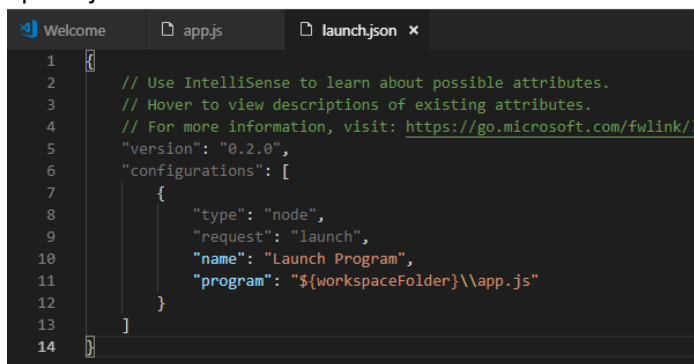 Welcome app.js launch.json ×
1 {
2 // Use IntelliSense to learn about possible attributes.
3 // Hover to view descriptions of existing attributes.
4 // For more information, visit: https://go.microsoft.com/fwlink/
5 "version": "0.2.0",
6 "configurations": [
7 {
8 "type": "node",
9 "request": "launch",
10 "name": "Launch Program",
11 "program": "${workspaceFolder}\\app.js"
12 }
13 ]
14 }